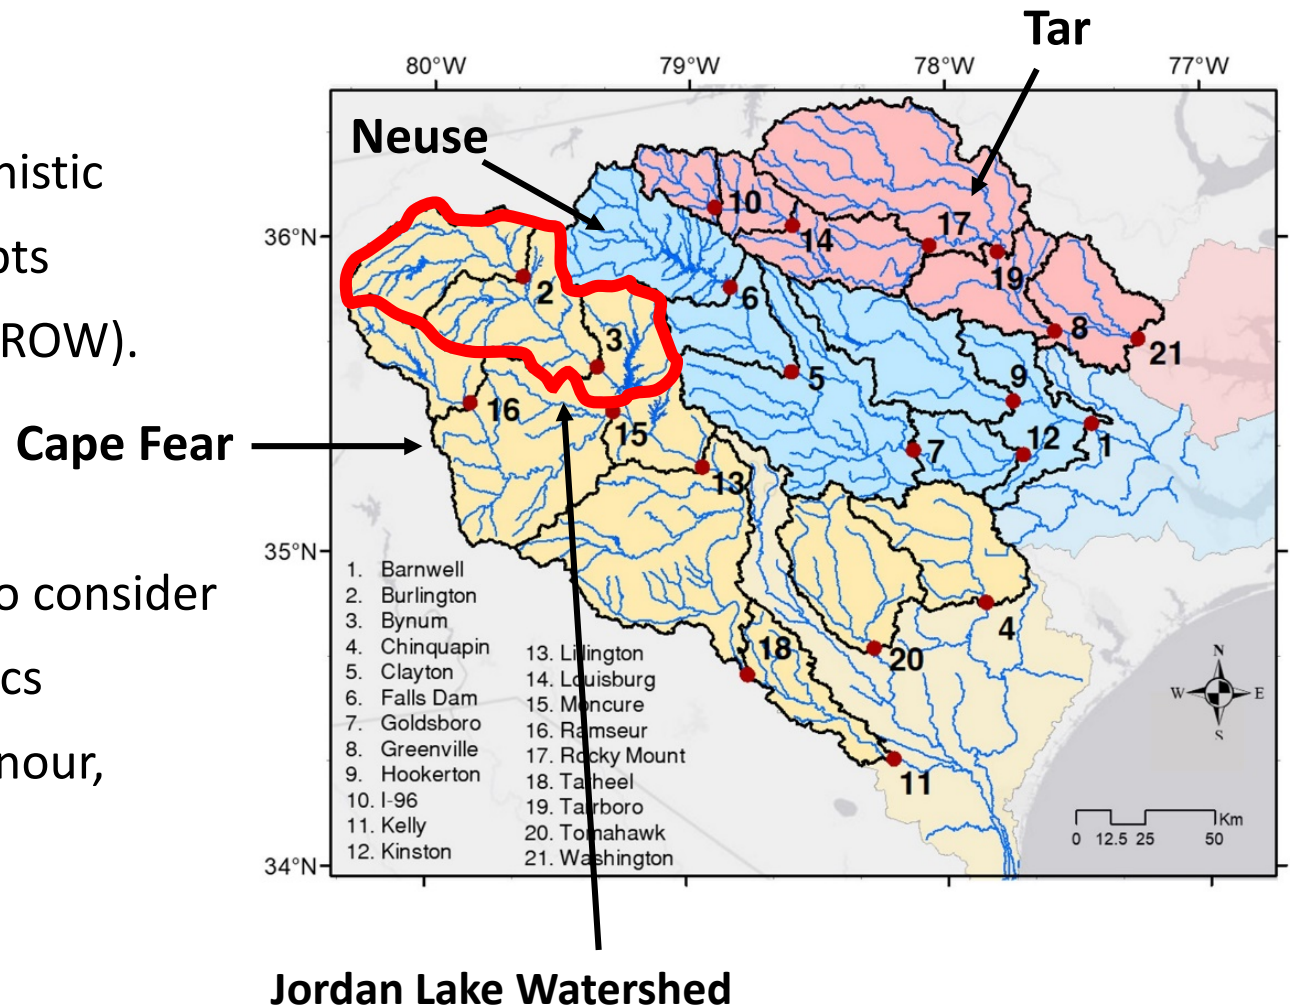 Tar
80°W 79°W 78°W 77°W
Neuse
nistic
10
17
14
36°N
ots
19
2
6
3
8
ROW).
21
5
9
16
15
7
12
1
Cape Fear
13
35°N
1. Barnwell
2. Burlington
3. Bynum
4. Chinquapin
5. Clayton
6. Falls Dam
7. Goldsboro
8. Greenville
9. Hookerton
10. I-96
11. Kelly
12. Kinston
13. Lillington
14. Louisburg
15. Moncure
16. Ramseur
17. Rocky Mount
18. Tarheel
19. Tarrboro
20. Tomahawk
21. Washington
o consider
4
18
20
N
W E
S
cs
nour,
11
Km
0 12.5 25 50
34°N
Jordan Lake Watershed